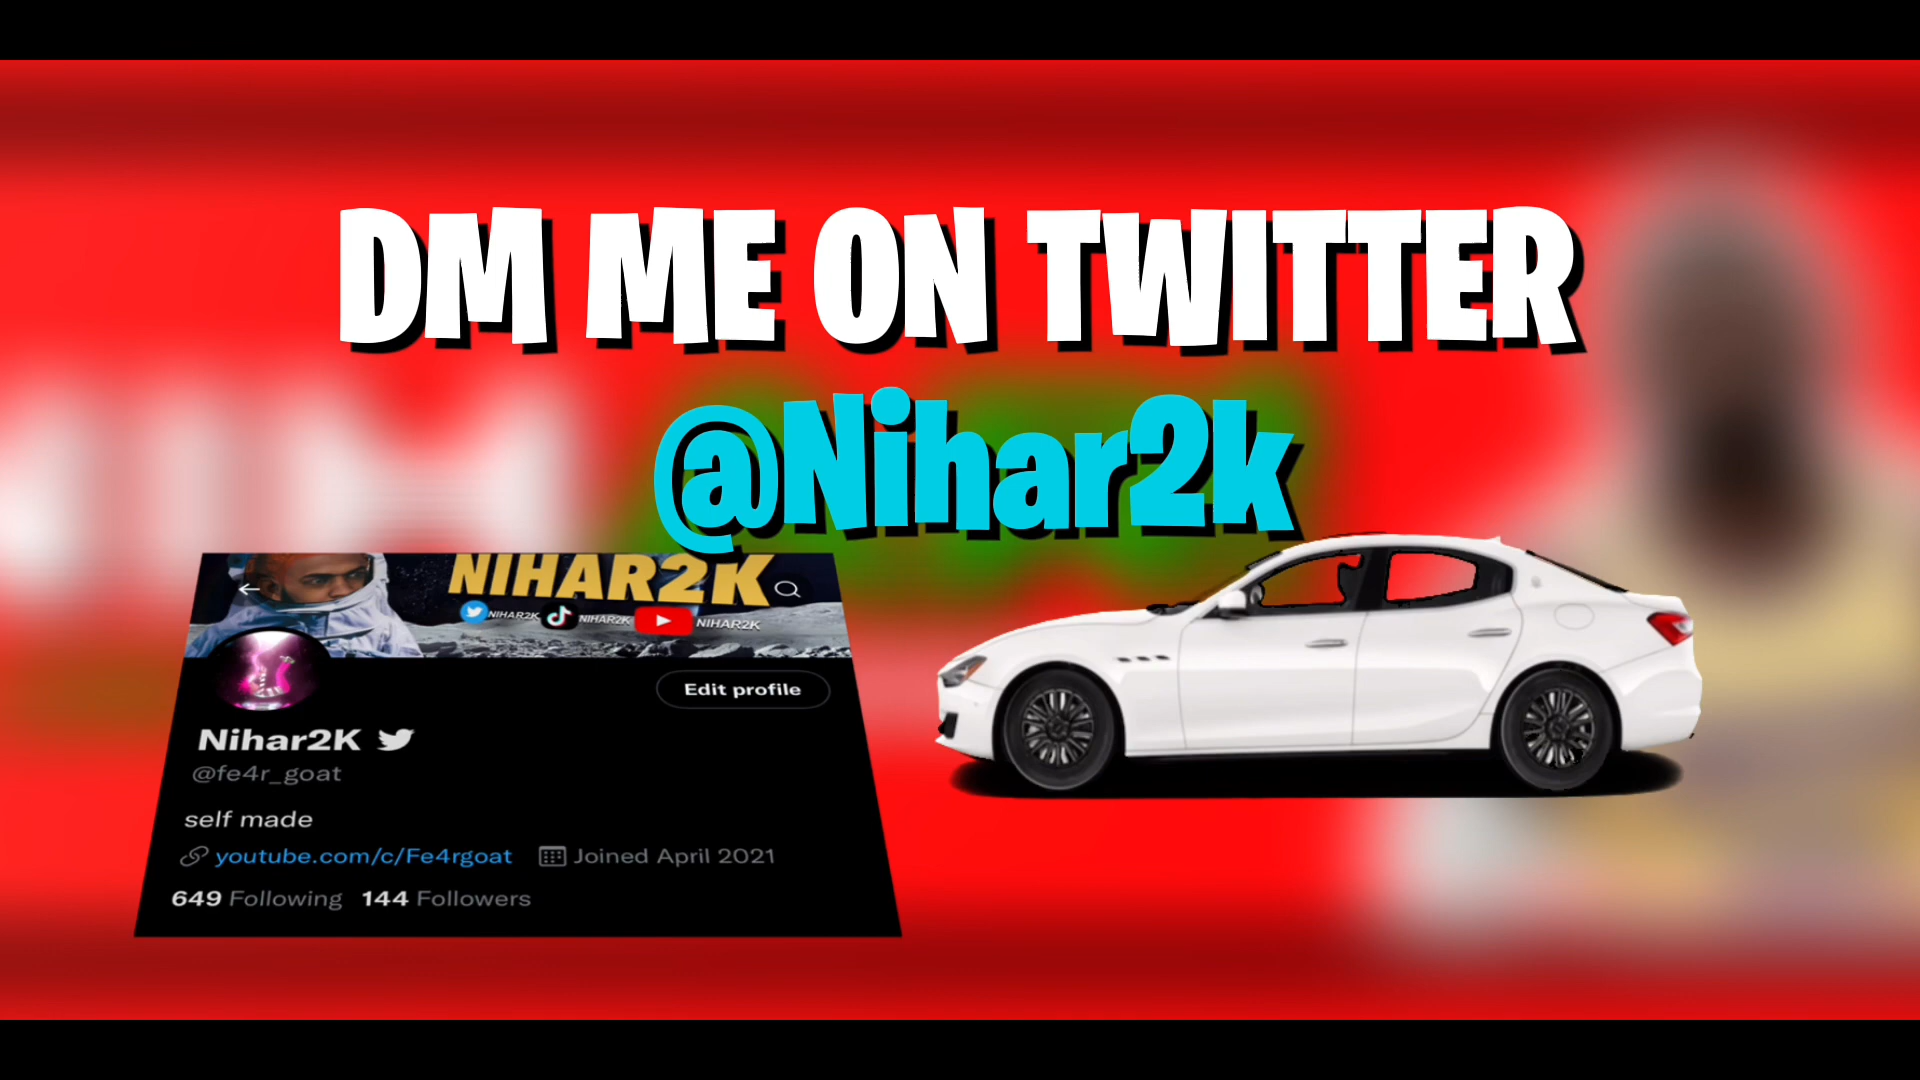 DM ME ON TWITTER
@Nihar2k
NIHAR2K
NIHAR2K NIHAR2K NIHAR2K
Edit profile
Nihar2K
@fe4r_goat
self made
youtube.com/c/Fe4rgoat Joined April 2021
649 Following 144 Followers